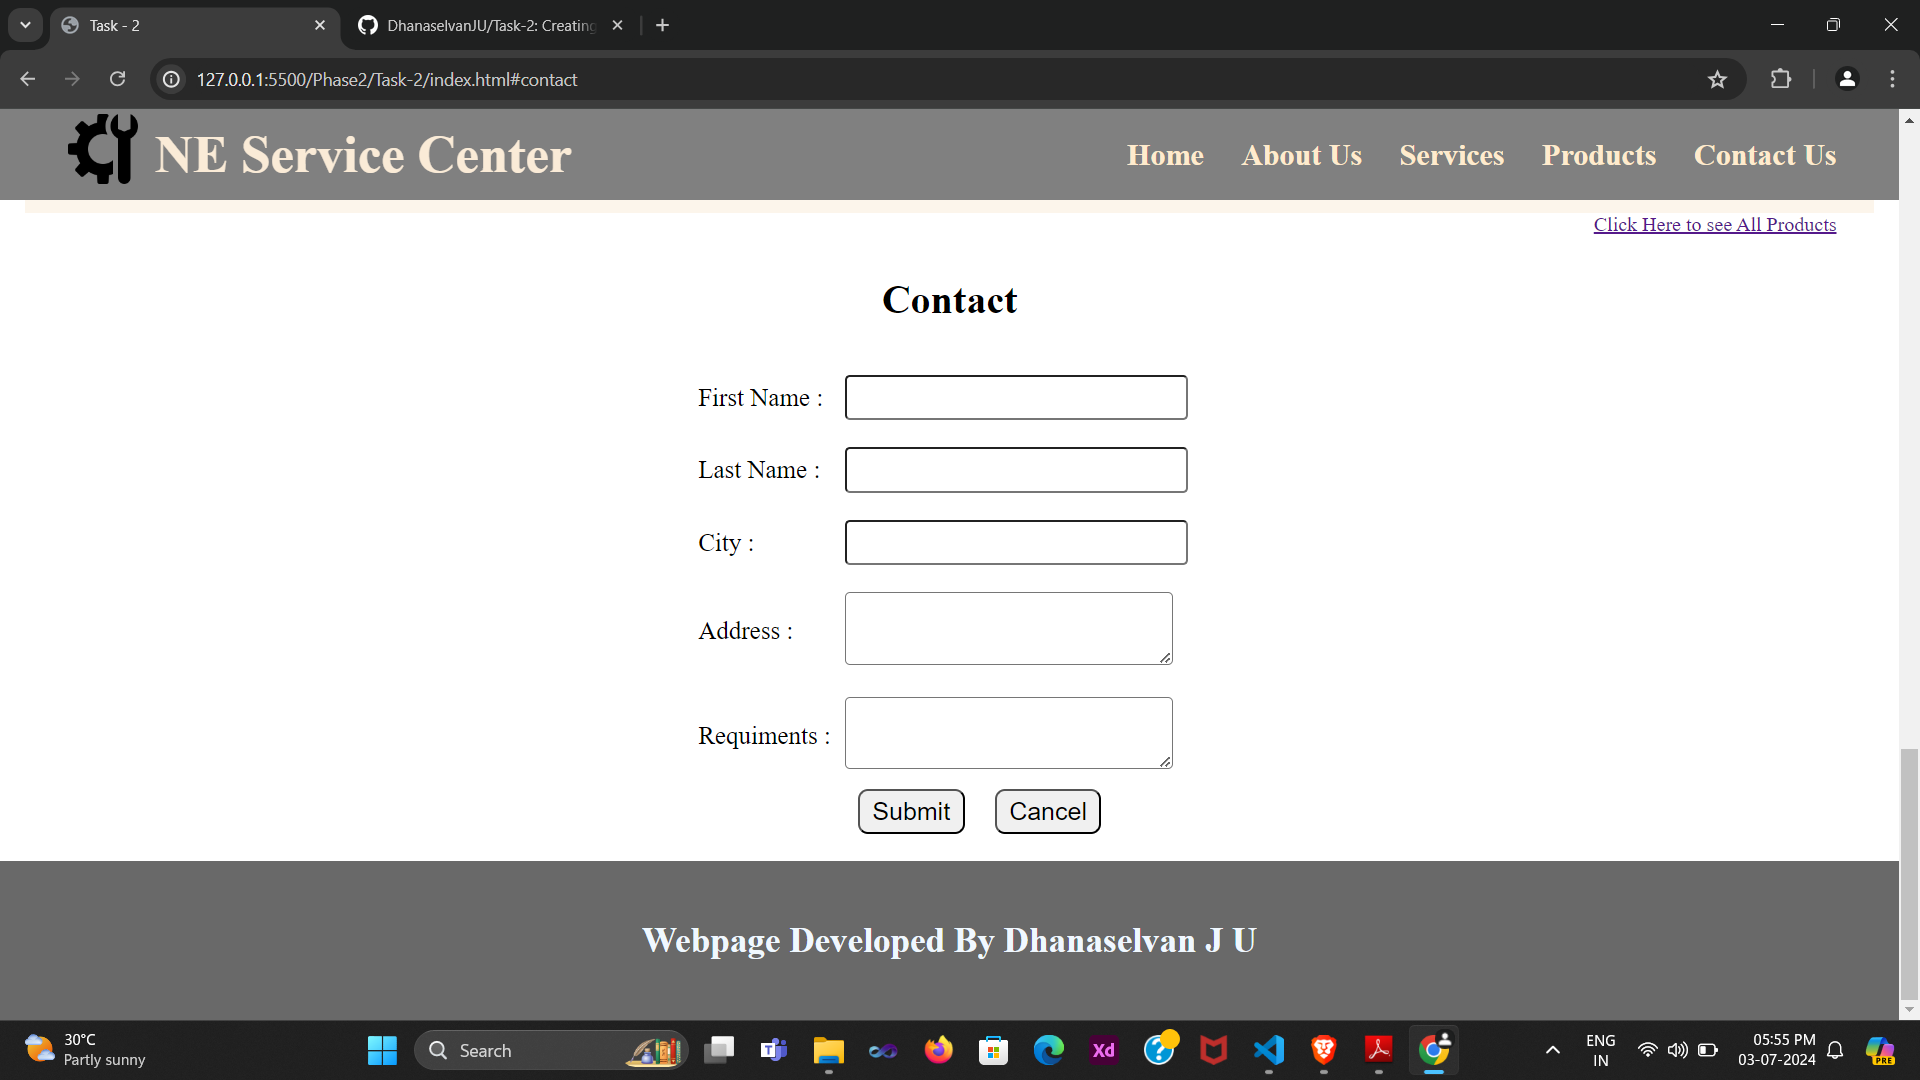 Task - 2
DhanaselvanJU/Task-2: Creating
127.0.0.1:5500/Phase2/Task-2/index.html#contact
NE Service Center
Home About Us Services Products Contact Us
Click Here to see All Products
Contact
First Name :
Last Name :
City :
Address :
Requiments :
Submit Cancel
Webpage Developed By Dhanaselvan J U
30°C
Partly sunny
Search
Xd
ENG
IN
05:55 PM
03-07-2024
PRE